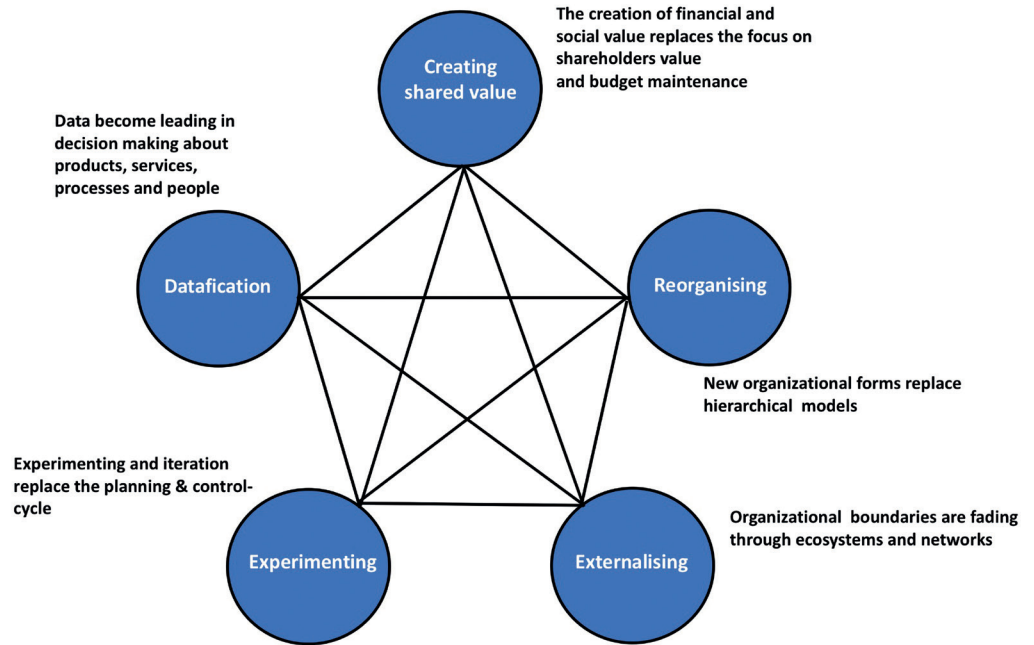 The creation of financial and
social value replaces the focus on
shareholders value
and budget maintenance
Creating
shared value
Data become leading in
decision making about
products, services,
processes and people
Datafication
Reorganising
New organizational forms replace
hierarchical models
Experimenting and iteration
replace the planning & control-
cycle
Experimenting
Externalising
Organizational boundaries are fading
through ecosystems and networks